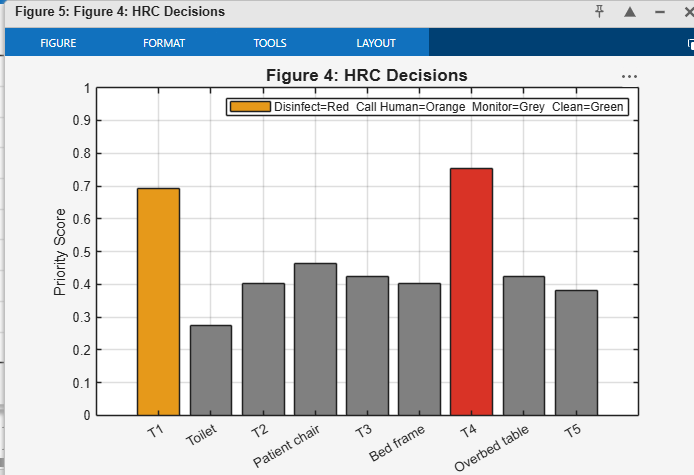 Figure 5: Figure 4: HRC Decisions
FIGURE FORMAT TOOLS LAYOUT
Figure 4: HRC Decisions
Disinfect=Red Call Human=Orange Monitor=Grey Clean=Green
Priority Score
1
0.9
0.8
0.7
0.6
0.5
0.4
0.3
0.2
0.1
0
T1 Toilet T2 Patient chair T3 Bed frame T4 Overbed table T5